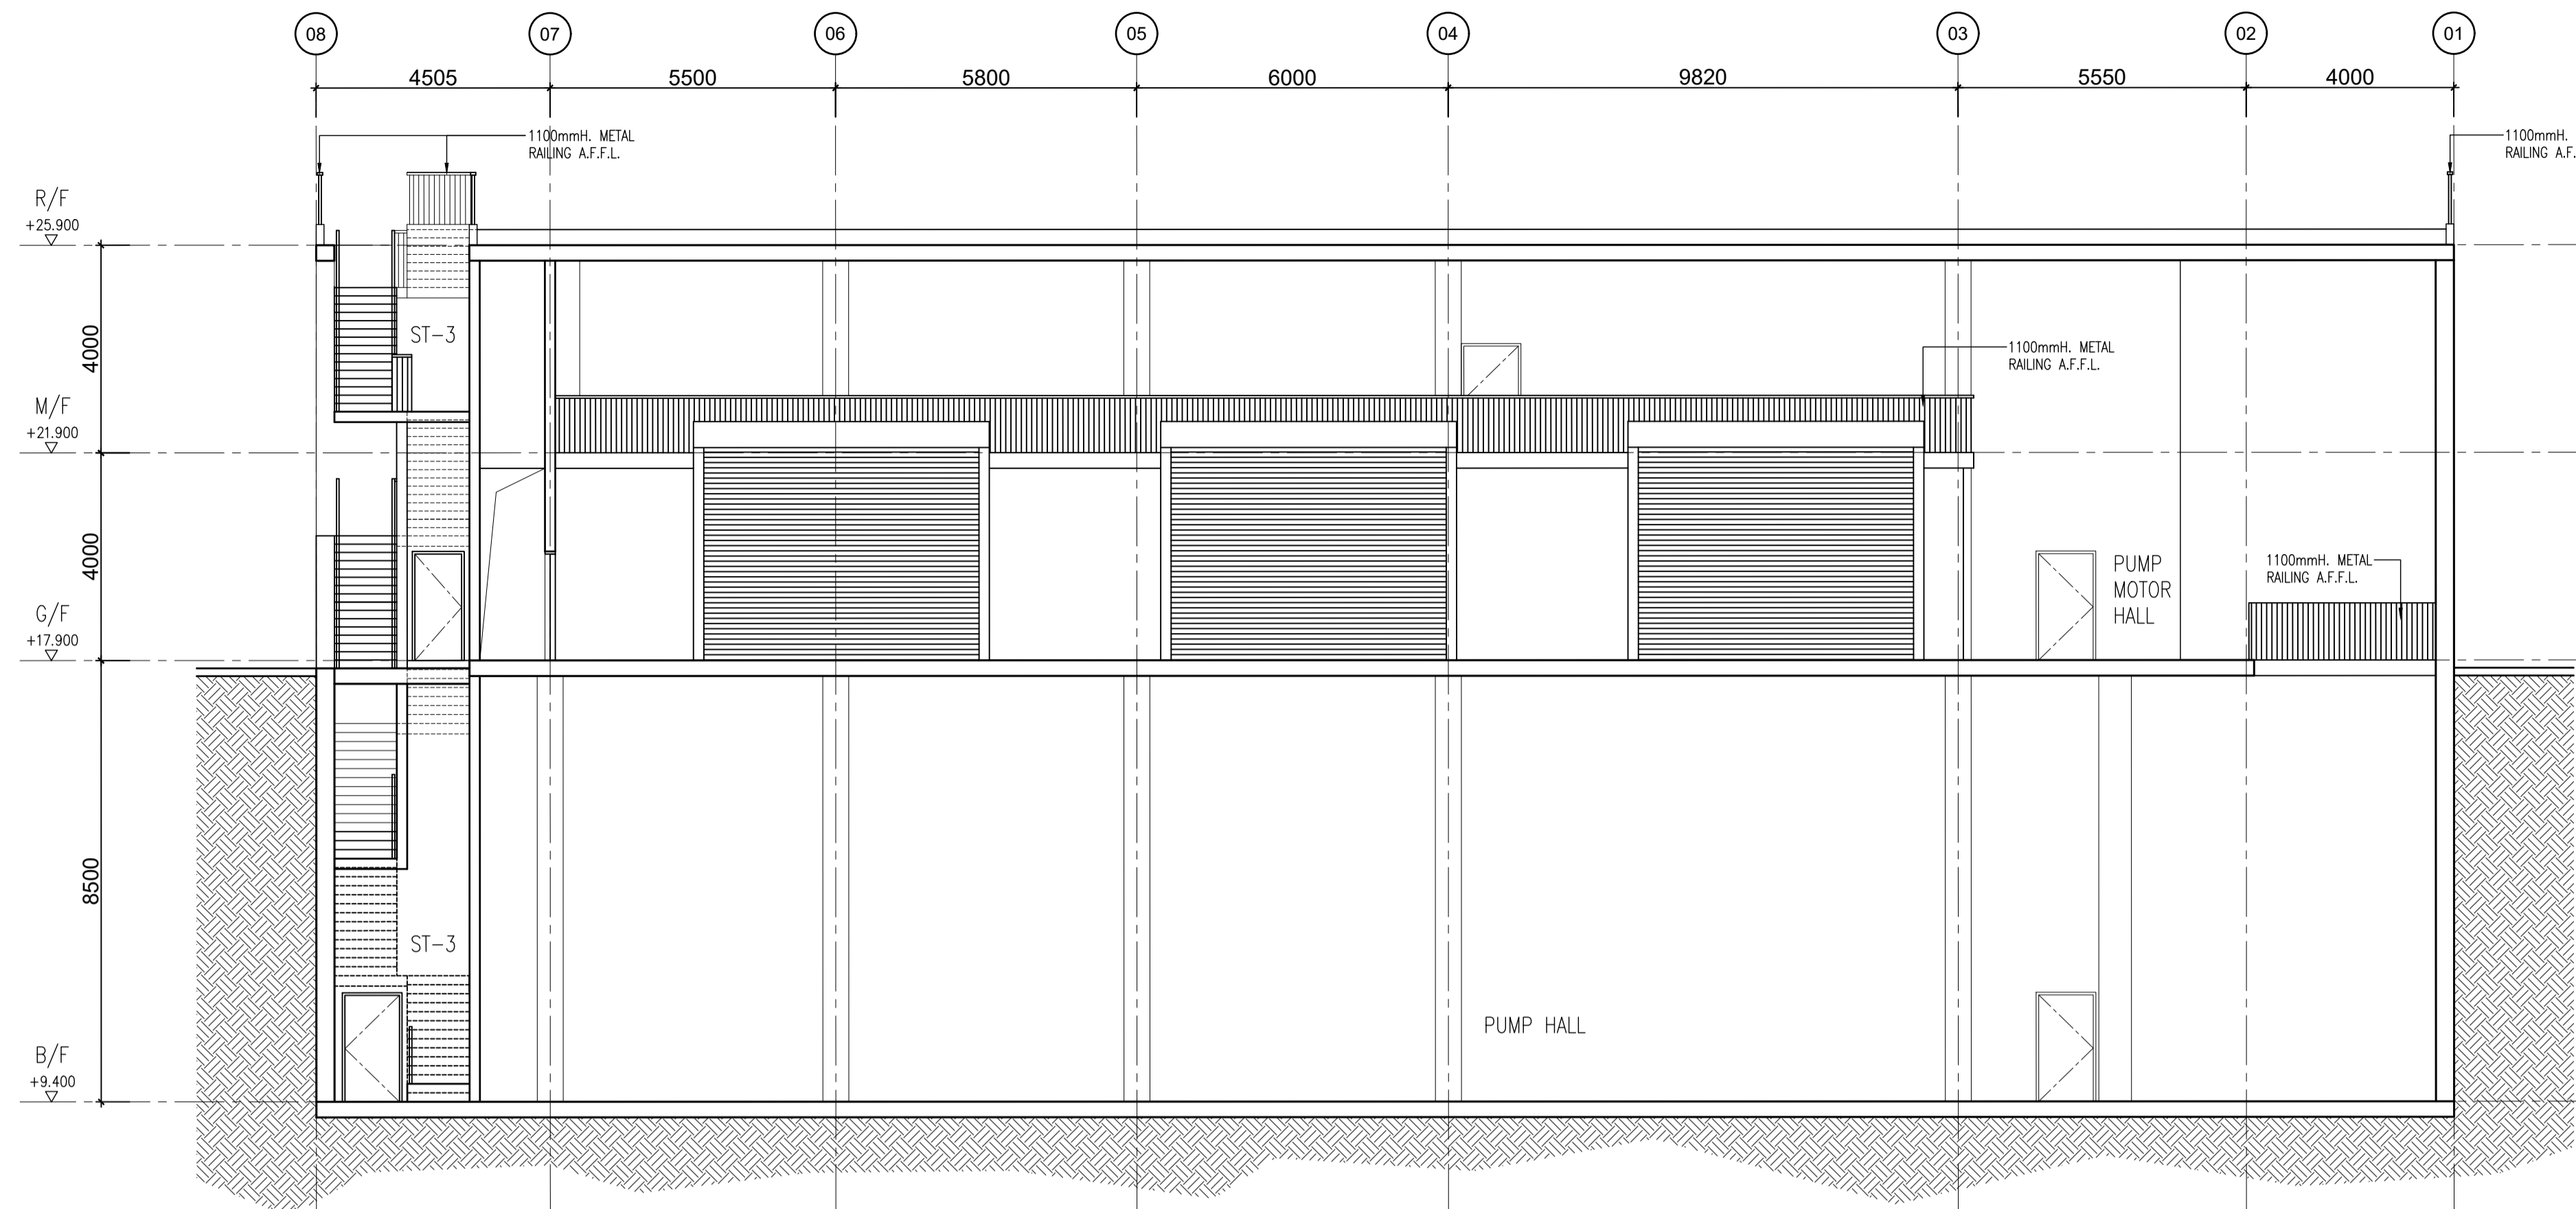 08 07 06 05 04 03 02 01
4505 5500 5800 6000 9820 5550 4000
1100mmH. METAL
RAILING A.F.F.L.
1100mmH.
RAILING A.F.
R/F
+25.900
4000
ST-3
1100mmH. METAL
RAILING A.F.F.L.
M/F
+21.900
4000
PUMP
MOTOR
HALL
1100mmH. METAL
RAILING A.F.F.L.
G/F
+17.900
8500
ST-3
PUMP HALL
B/F
+9.400